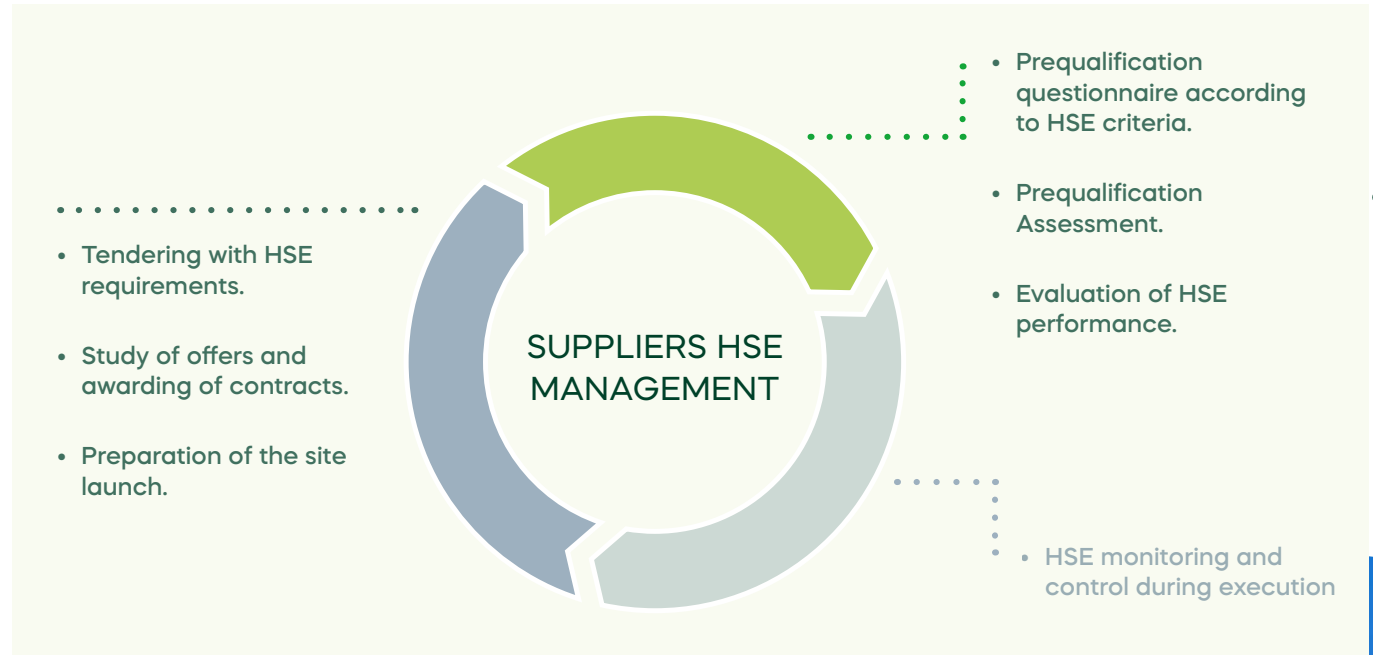 • Prequalification
questionnaire according
to HSE criteria.
• Prequalification
Assessment.
• Evaluation of HSE
performance.
• Tendering with HSE
requirements.
• Study of offers and
awarding of contracts.
• Preparation of the site
launch.
SUPPLIERS HSE
MANAGEMENT
• HSE monitoring and
control during execution